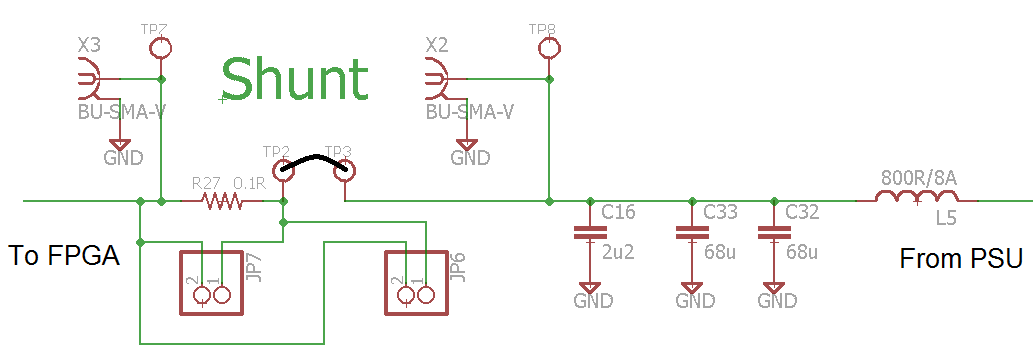 TP7
TP8
X3
X2
Shunt
BU-SMA-V
BU-SMA-V
GND
GND
TP2
TP3
R27 0.1R
800R/8A
C16
C33
C32
L5
To FPGA
2u2
68u
68u
From PSU
JP7
JP6
2
1
2
1
GND
GND
GND